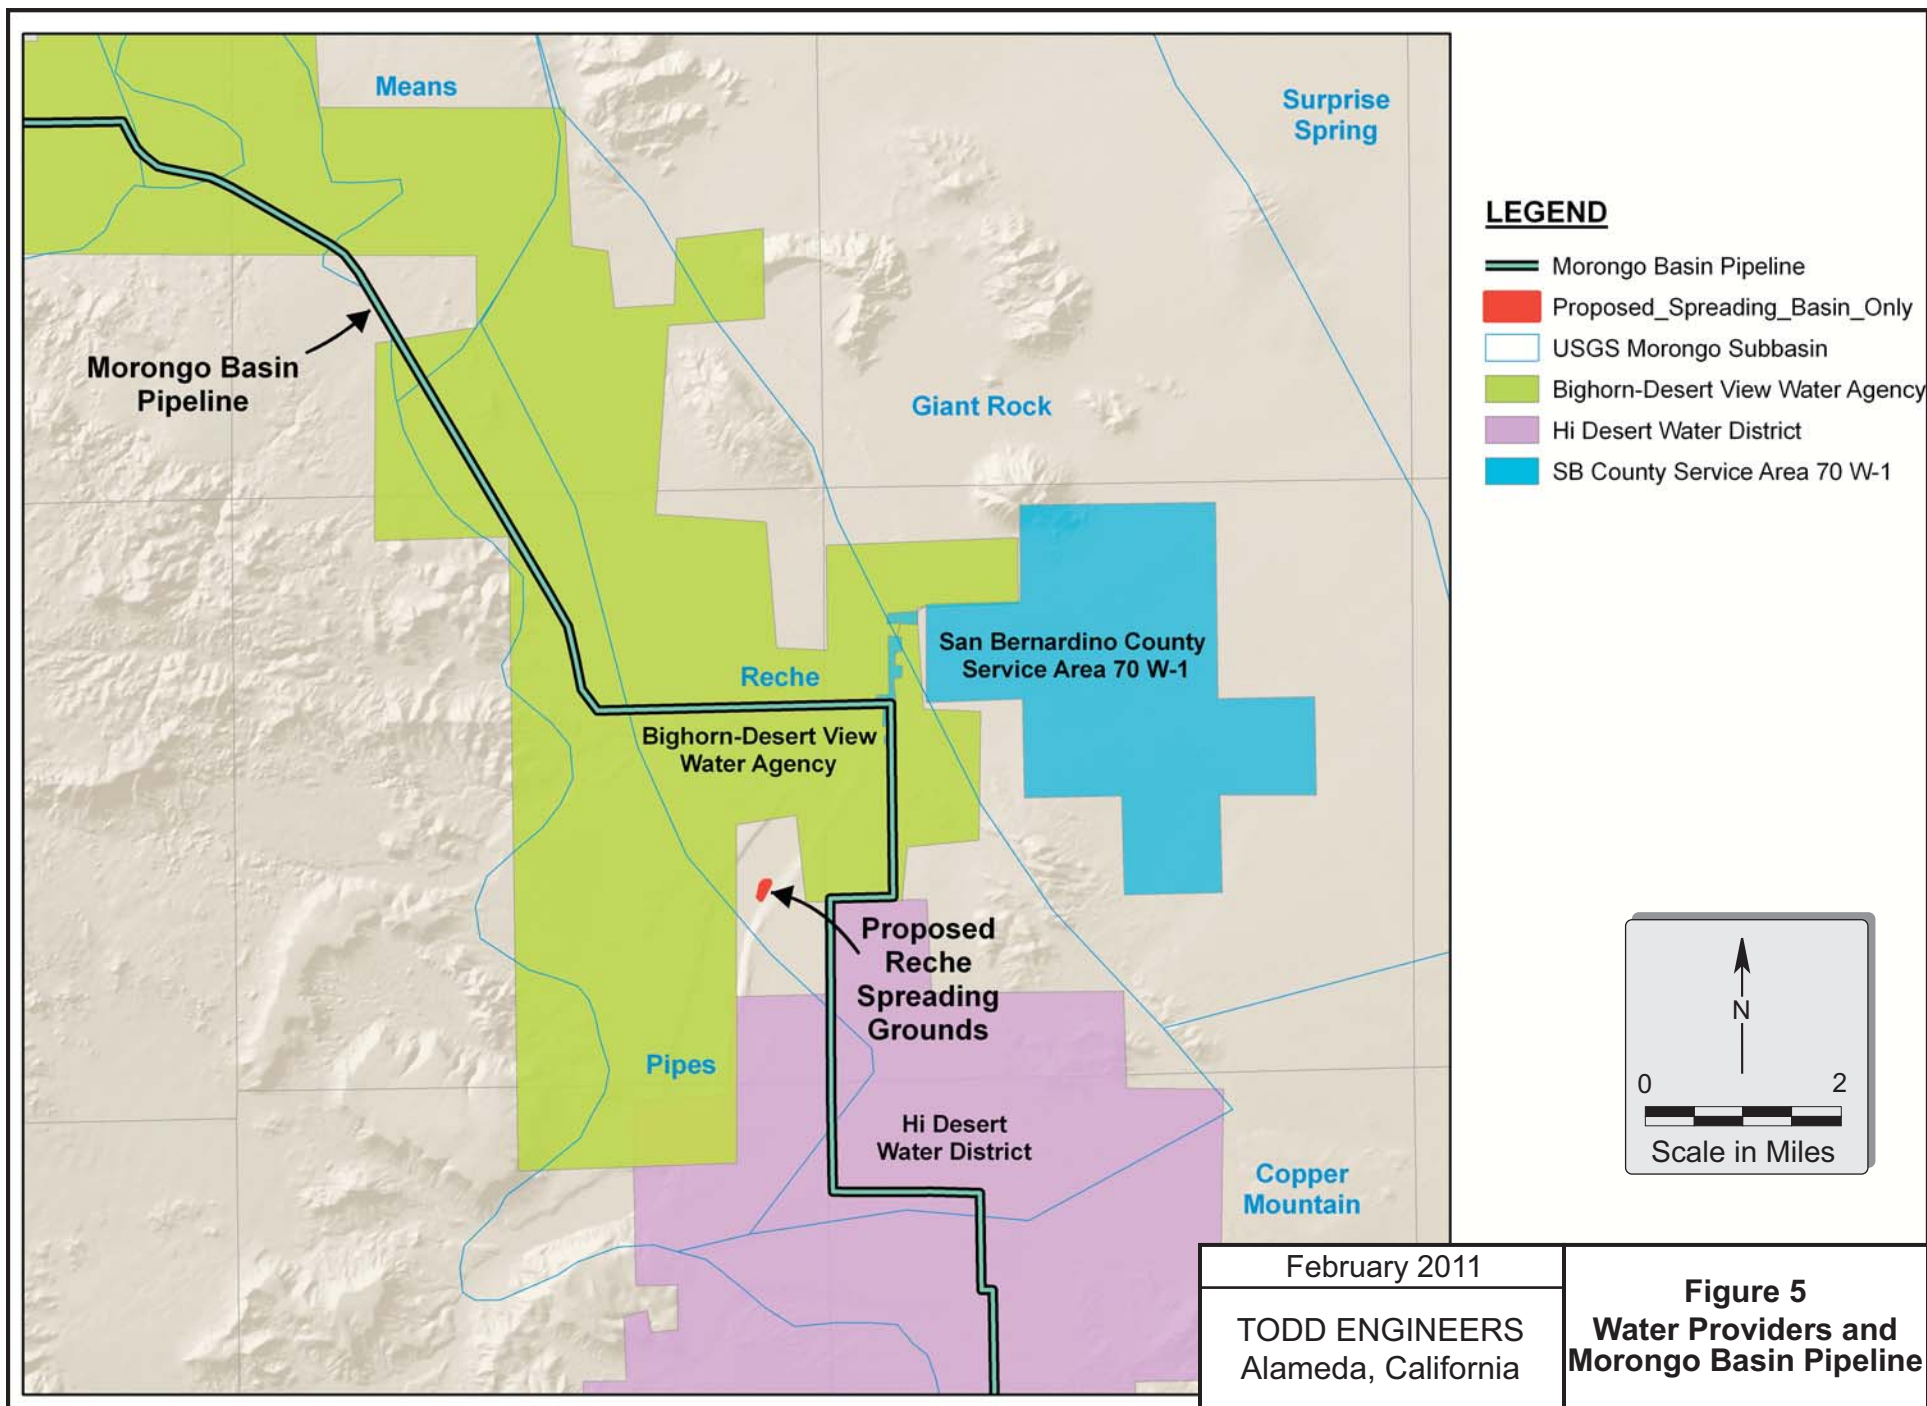 Means
Surprise
Spring
Morongo Basin
Pipeline
Giant Rock
San Bernardino County
Service Area 70 W-1
Reche
Bighorn-Desert View
Water Agency
Proposed
Reche
Spreading
Grounds
Pipes
Hi Desert
Water District
Copper
Mountain
LEGEND
Morongo Basin Pipeline
Proposed_Spreading_Basin_Only
USGS Morongo Subbasin
Bighorn-Desert View Water Agency
Hi Desert Water District
SB County Service Area 70 W-1
N
0 2
Scale in Miles
February 2011
TODD ENGINEERS
Alameda, California
Figure 5
Water Providers and
Morongo Basin Pipeline